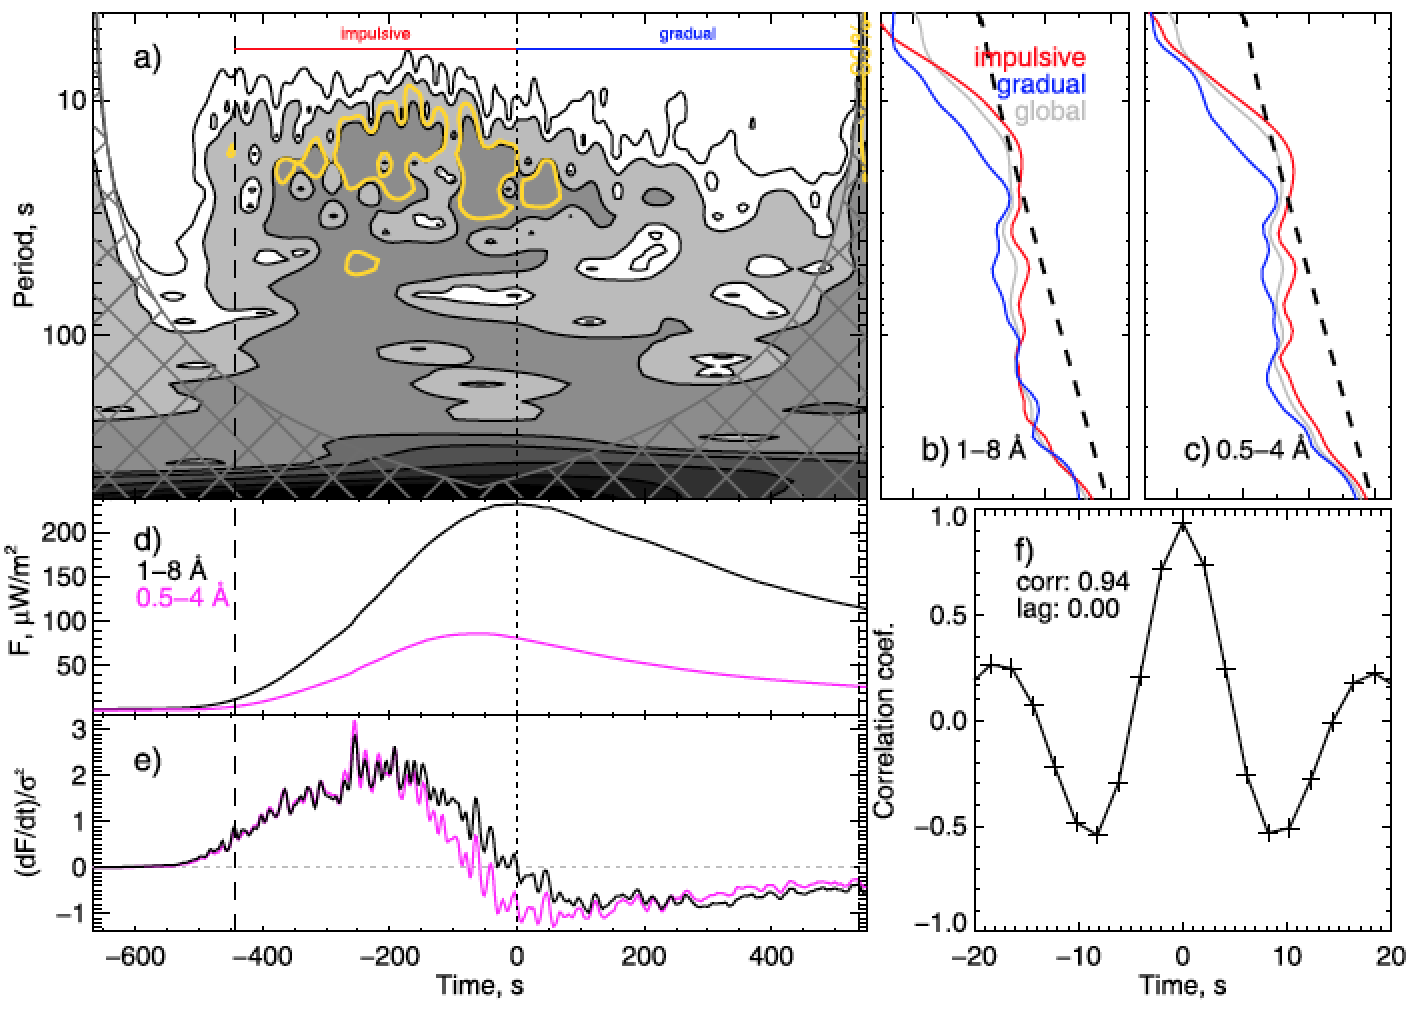 impulsive gradual
a)
10
100
Period, s
impulsive
gradual
global
b) 1–8 Å
c) 0.5–4 Å
d)
1–8 Å
0.5–4 Å
200
150
100
50
F, μW/m²
e)
3
2
1
0
−1
(dF/dt)/σ²
−600 −400 −200 0 200 400
Time, s
f)
corr: 0.94
lag: 0.00
1.0
0.5
0.0
−0.5
−1.0
Correlation coef.
−20 −10 0 10 20
Time, s